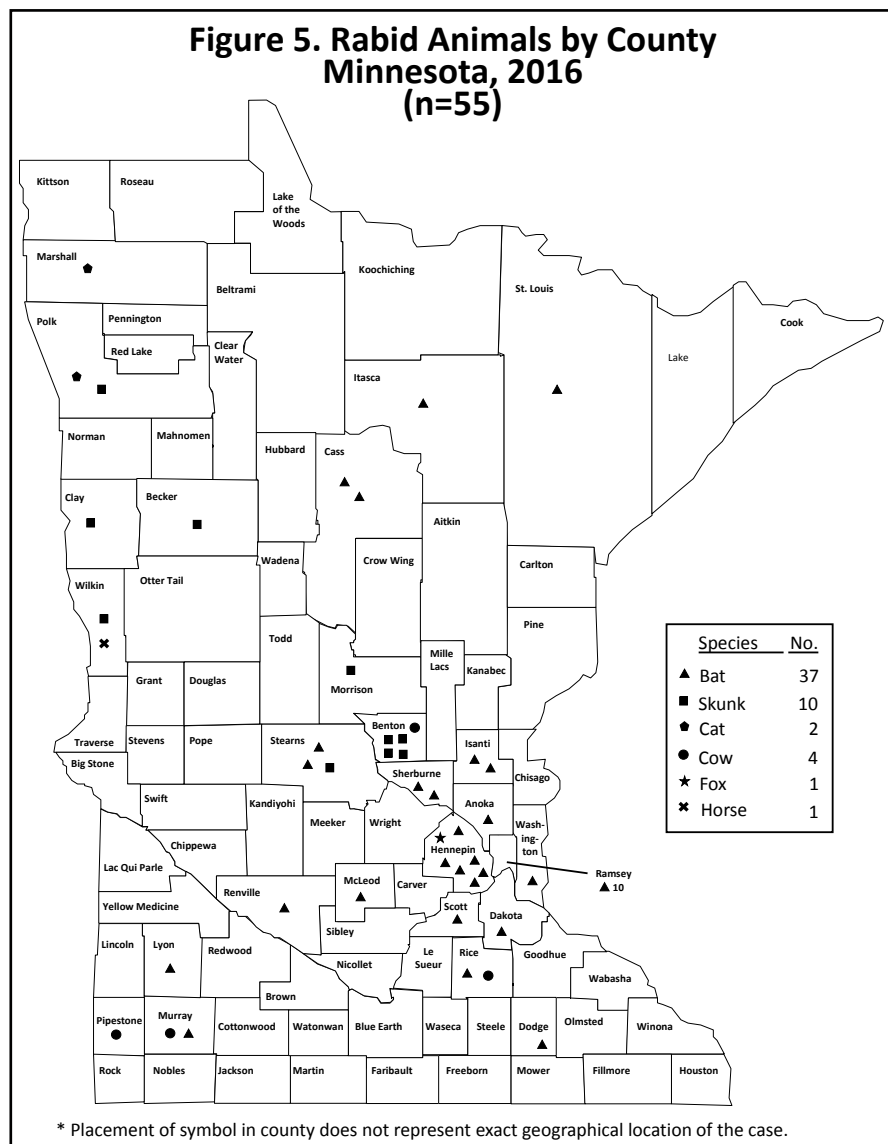 Figure 5. Rabid Animals by County
Minnesota, 2016
(n=55)
Kittson
Roseau
Lake
of the
Woods
Marshall
Koochiching
St. Louis
Beltrami
Cook
Polk
Pennington
Clear
Water
Red Lake
Lake
Itasca
Norman
Mahnomen
Hubbard
Cass
Clay
Becker
Aitkin
Wadena
Crow Wing
Carlton
Wilkin
Otter Tail
Pine
Todd
Mille
Lacs
Kanabec
Grant
Douglas
Morrison
Species No.
Bat 37
Skunk 10
Cat 2
Cow 4
Fox 1
Horse 1
Benton
Traverse
Stevens
Pope
Stearns
Isanti
Big Stone
Sherburne
Chisago
Swift
Kandiyohi
Anoka
Meeker
Wright
Wash-
ing-
ton
Chippewa
Hennepin
Lac Qui Parle
Ramsey
10
Renville
McLeod
Carver
Yellow Medicine
Scott
Dakota
Sibley
Lincoln
Lyon
Redwood
Le
Sueur
Rice
Goodhue
Nicollet
Wabasha
Brown
Pipestone
Murray
Cottonwood
Watonwan
Blue Earth
Waseca
Steele
Dodge
Olmsted
Winona
Rock
Nobles
Jackson
Martin
Faribault
Freeborn
Mower
Fillmore
Houston
* Placement of symbol in county does not represent exact geographical location of the case.